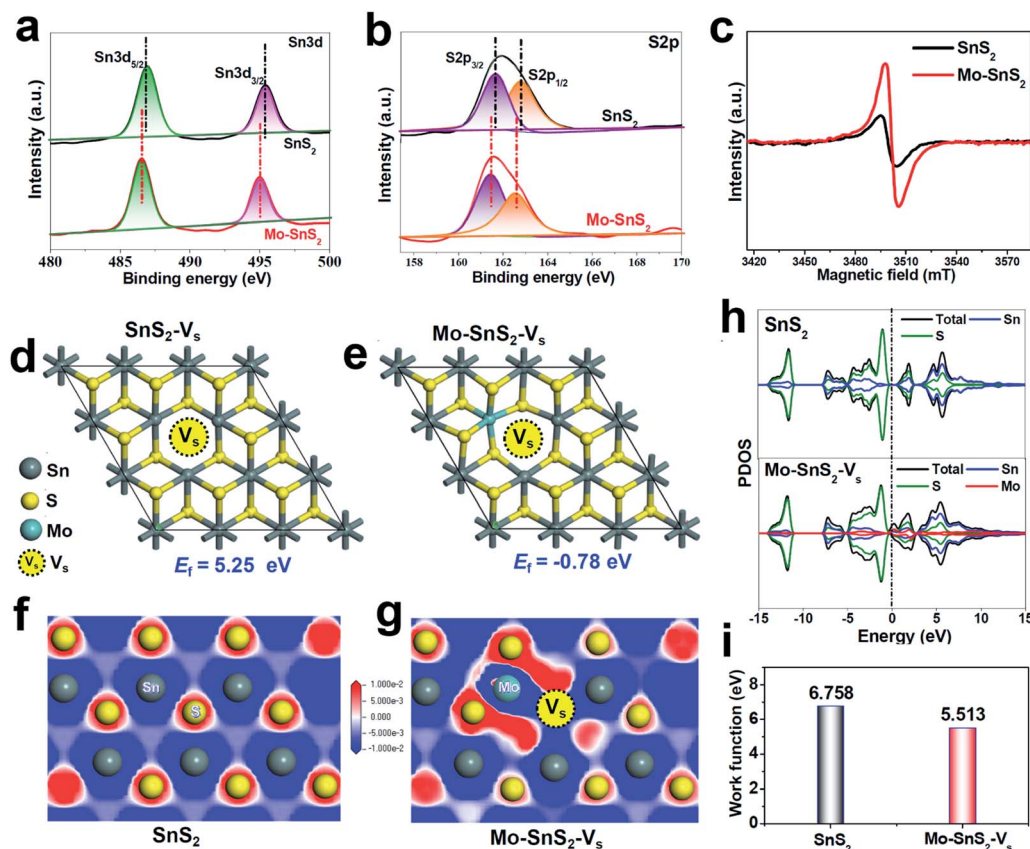 a
Sn3d
Sn3d5/2
Sn3d3/2
SnS2
Mo-SnS2
Intensity (a.u.)
480 485 490 495 500
Binding energy (eV)
b
S2p
S2p3/2
S2p1/2
SnS2
Mo-SnS2
Intensity (a.u.)
158 160 162 164 166 168 170
Binding energy (eV)
c
SnS2
Mo-SnS2
Intensity (a.u.)
3420 3450 3480 3510 3540 3570
Magnetic field (mT)
d
SnS2-Vs
Vs
Sn
S
Mo
Vs Vs
Ef = 5.25 eV
e
Mo-SnS2-Vs
Vs
Ef = -0.78 eV
h
SnS2
Total Sn
S
Mo-SnS2-Vs
Total Sn
S Mo
PDOS
-15 -10 -5 0 5 10 15
Energy (eV)
f
Sn
S
SnS2
1.000e-2
5.000e-3
0.000
-5.000e-3
-1.000e-2
g
Mo
Vs
Mo-SnS2-Vs
i
Work function (eV)
8
6
4
2
0
6.758
5.513
SnS2 Mo-SnS2-Vs